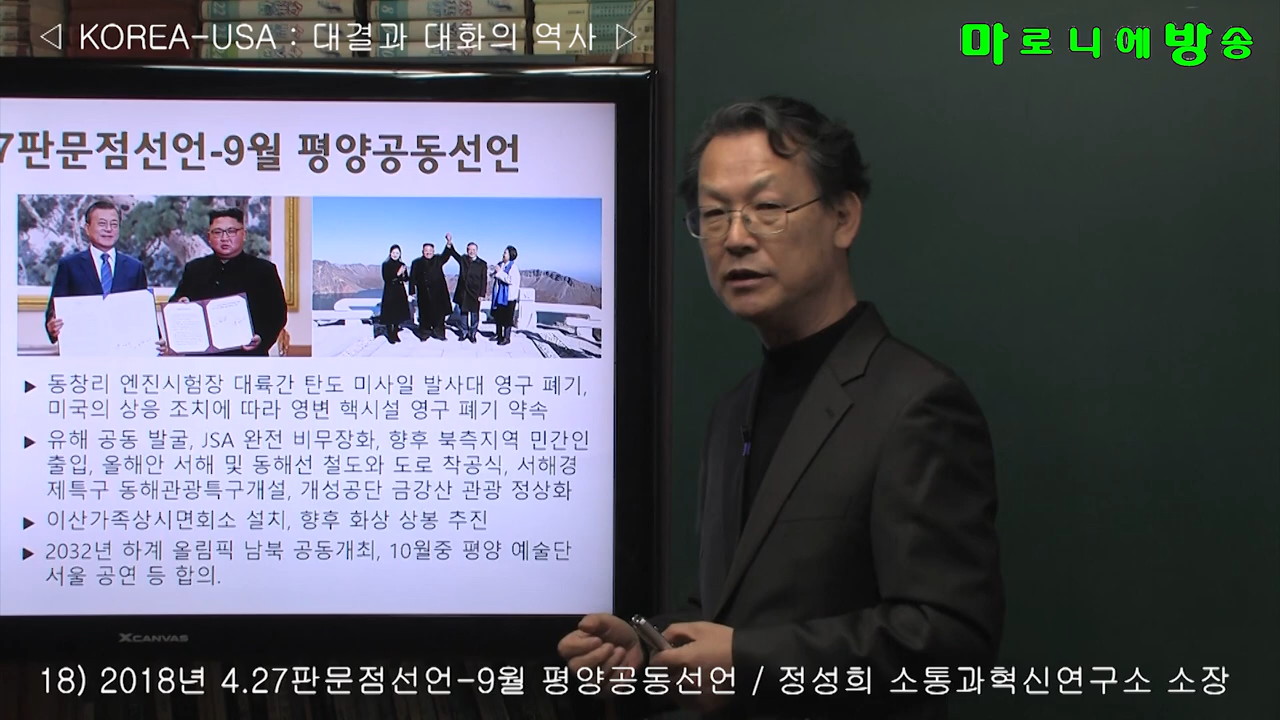 ◁ KOREA-USA : 대결과 대화의 역사 ▷
마로니에방송
7판문점선언-9월 평양공동선언
▶ 동창리 엔진시험장 대륙간 탄도 미사일 발사대 영구 폐기,
미국의 상응 조치에 따라 영변 핵시설 영구 폐기 약속
▶ 유해 공동 발굴, JSA 완전 비무장화, 향후 북측지역 민간인
출입, 올해안 서해 및 동해선 철도와 도로 착공식, 서해경
제특구 동해관광특구개설, 개성공단 금강산 관광 정상화
▶ 이산가족상시면회소 설치, 향후 화상 상봉 추진
▶ 2032년 하계 올림픽 남북 공동개최, 10월중 평양 예술단
서울 공연 등 합의.
XCANVAS
18) 2018년 4.27판문점선언-9월 평양공동선언 / 정성희 소통과혁신연구소 소장